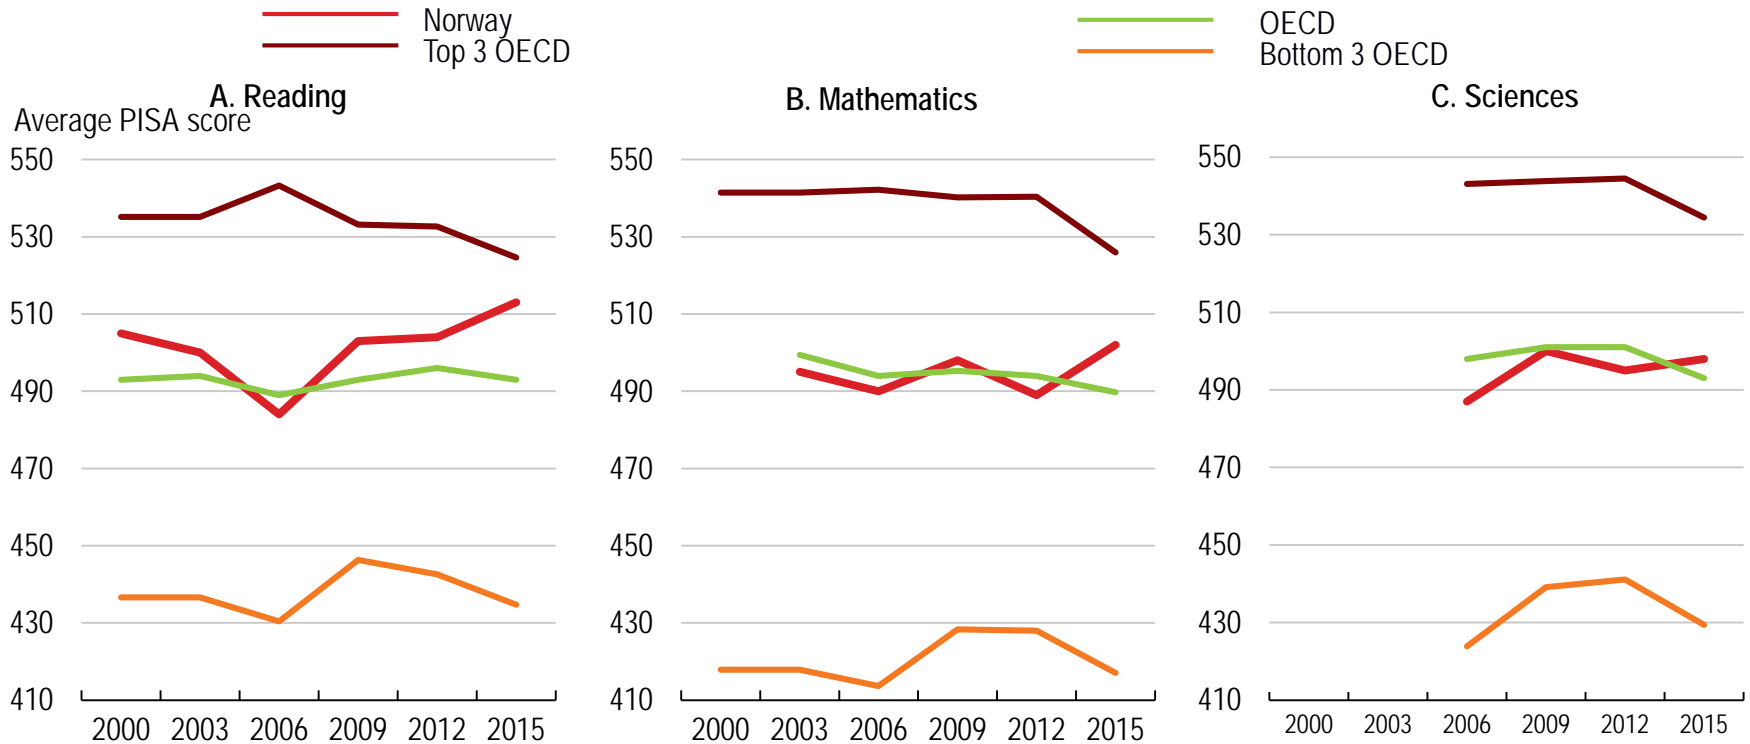 Norway
Top 3 OECD
OECD
Bottom 3 OECD
A. Reading
Average PISA score
550
530
510
490
470
450
430
410
2000 2003 2006 2009 2012 2015
B. Mathematics
550
530
510
490
470
450
430
410
2000 2003 2006 2009 2012 2015
C. Sciences
550
530
510
490
470
450
430
410
2000 2003 2006 2009 2012 2015